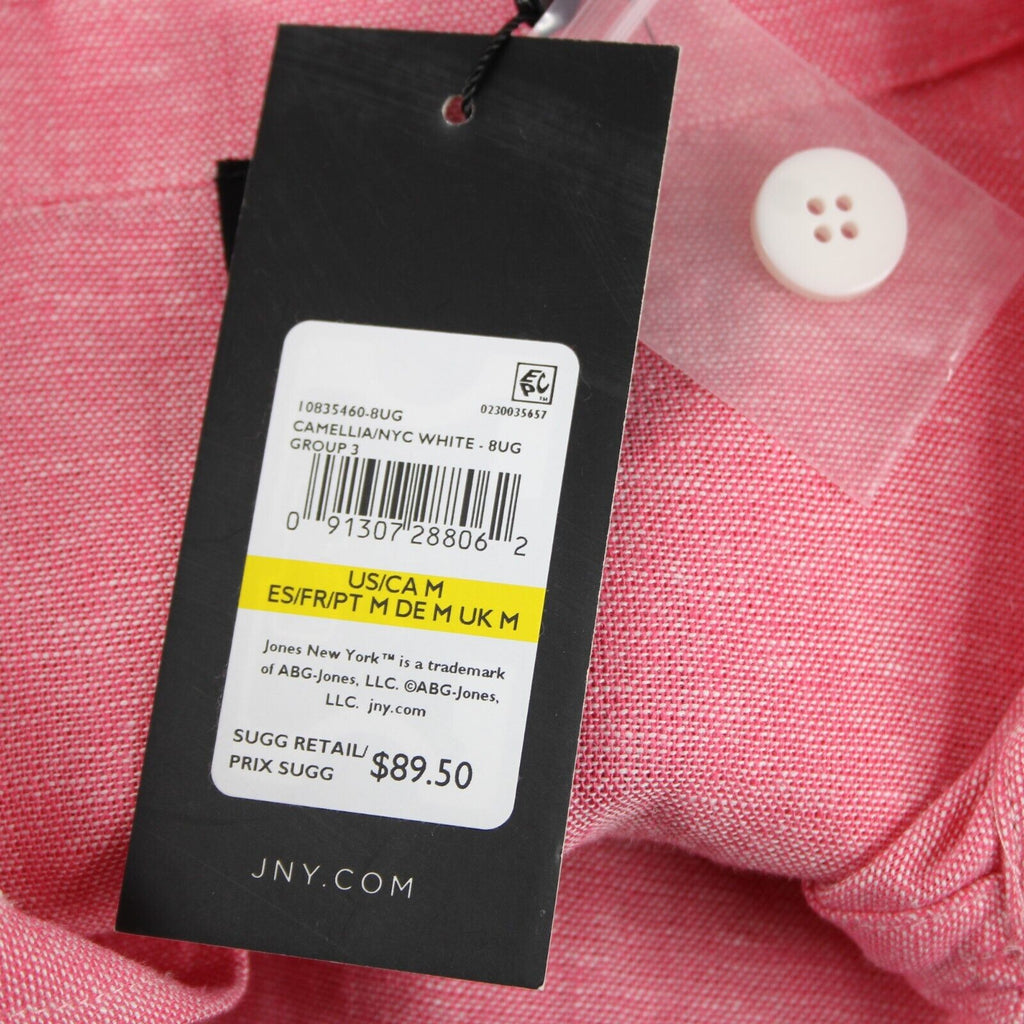 EPC™
10835460-8UG 0230035657
CAMELLIA/NYC WHITE - 8UG
GROUP 3
0 91307 28806 2
US/CA M
ES/FR/PT M DE M UK M
Jones New York™ is a trademark
of ABG-Jones, LLC. ©ABG-Jones,
LLC. jny.com
SUGG RETAIL/
PRIX SUGG $89.50
JNY.COM